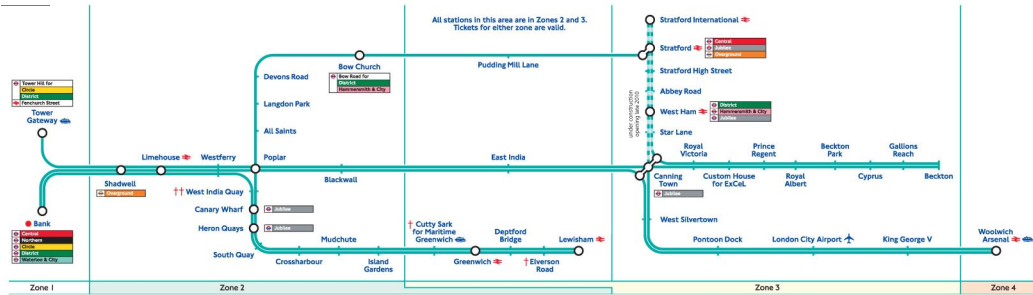 All stations in this area are in Zones 2 and 3.
Tickets for either zone are valid.
Stratford International
Stratford
Central
Jubilee
Overground
Bow Church
Bow Road for
District
Hammersmith & City
Pudding Mill Lane
Stratford High Street
Devons Road
Tower Hill for
Circle
District
Fenchurch Street
Abbey Road
Langdon Park
under construction
opening late 2010
West Ham
District
Hammersmith & City
Jubilee
Tower
Gateway
All Saints
Star Lane
Limehouse
Westferry
Poplar
East India
Royal
Victoria
Prince
Regent
Beckton
Park
Gallions
Reach
Shadwell
Overground
Blackwall
Canning
Town
Jubilee
Custom House
for ExCeL
Royal
Albert
Cyprus
Beckton
†† West India Quay
Canary Wharf
Jubilee
Bank
Central
Northern
Circle
District
Waterloo & City
Heron Quays
Jubilee
† Cutty Sark
for Maritime
Greenwich
Deptford
Bridge
Lewisham
West Silvertown
Mudchute
South Quay
Crossharbour
Island
Gardens
Greenwich
† Elverson
Road
Pontoon Dock
London City Airport
King George V
Woolwich
Arsenal
Zone 1
Zone 2
Zone 3
Zone 4